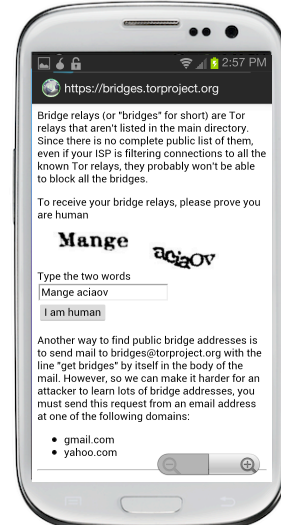 2:57 PM
https://bridges.torproject.org
Bridge relays (or "bridges" for short) are Tor
relays that aren't listed in the main directory.
Since there is no complete public list of them,
even if your ISP is filtering connections to all the
known Tor relays, they probably won't be able
to block all the bridges.
To receive your bridge relays, please prove you
are human
Mange aciaov
Type the two words
Mange aciaov
I am human
Another way to find public bridge addresses is
to send mail to bridges@torproject.org with the
line "get bridges" by itself in the body of the
mail. However, so we can make it harder for an
attacker to learn lots of bridge addresses, you
must send this request from an email address
at one of the following domains:
gmail.com
yahoo.com